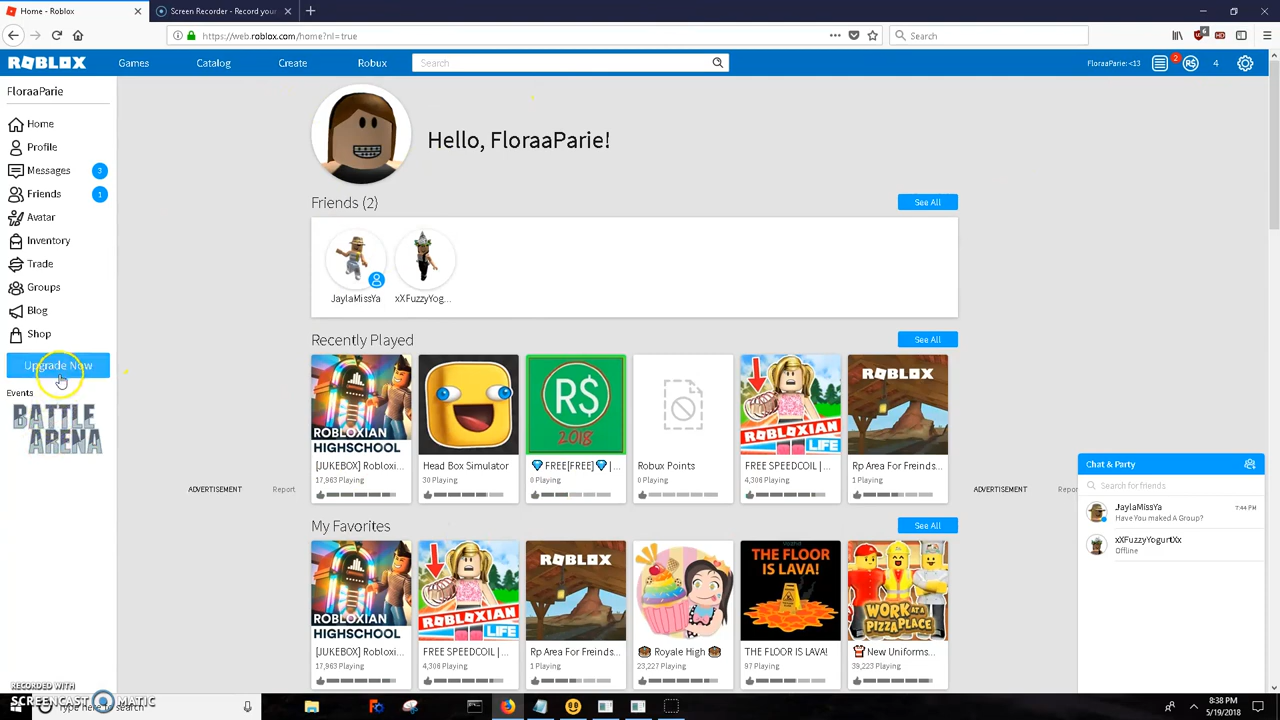 Home - Roblox
Screen Recorder - Record your
https://web.roblox.com/home?nl=true
Search
6
ROBLOX
Games
Catalog
Create
Robux
Search
FloraaParie: <13
2
4
FloraaParie
Home
Profile
Messages
3
Friends
1
Avatar
Inventory
Trade
Groups
Blog
Shop
Upgrade Now
Events
BATTLE
ARENA
Hello, FloraaParie!
Friends (2)
See All
JaylaMissYa
xXFuzzyYog...
Recently Played
See All
ROBLOXIAN
HIGHSCHOOL
R$
2018
ROBLOXIAN
LIFE
ROBLOX
[JUKEBOX] Robloxi...
Head Box Simulator
FREE[FREE] |...
Robux Points
FREE SPEEDCOIL |...
Rp Area For Freinds...
17,963 Playing
30 Playing
0 Playing
0 Playing
4,306 Playing
1 Playing
ADVERTISEMENT
Report
ADVERTISEMENT
My Favorites
See All
ROBLOXIAN
HIGHSCHOOL
ROBLOXIAN
LIFE
ROBLOX
THE FLOOR
IS LAVA!
WORK AT A
PIZZA PLACE
[JUKEBOX] Robloxi...
FREE SPEEDCOIL |...
Rp Area For Freinds...
Royale High
THE FLOOR IS LAVA!
New Uniforms...
17,963 Playing
4,306 Playing
1 Playing
23,227 Playing
97 Playing
39,223 Playing
Chat & Party
Search for friends
JaylaMissYa
7:44 PM
Have You maked A Group?
xXFuzzyYogurtXx
Offline
RECORDED WITH
SCREENCAST MATIC
Type here to search
8:38 PM
5/19/2018